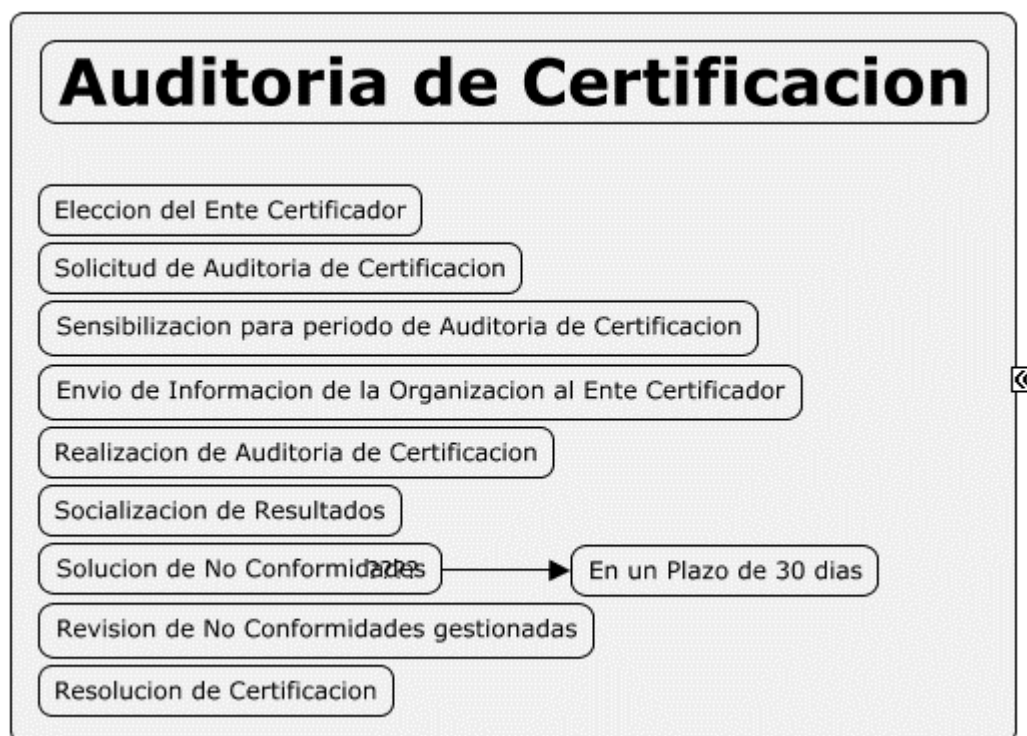 Auditoria de Certificacion
Eleccion del Ente Certificador
Solicitud de Auditoria de Certificacion
Sensibilizacion para periodo de Auditoria de Certificacion
Envio de Informacion de la Organizacion al Ente Certificador
Realizacion de Auditoria de Certificacion
Socializacion de Resultados
Solucion de No Conformidades ???? En un Plazo de 30 dias
Revision de No Conformidades gestionadas
Resolucion de Certificacion